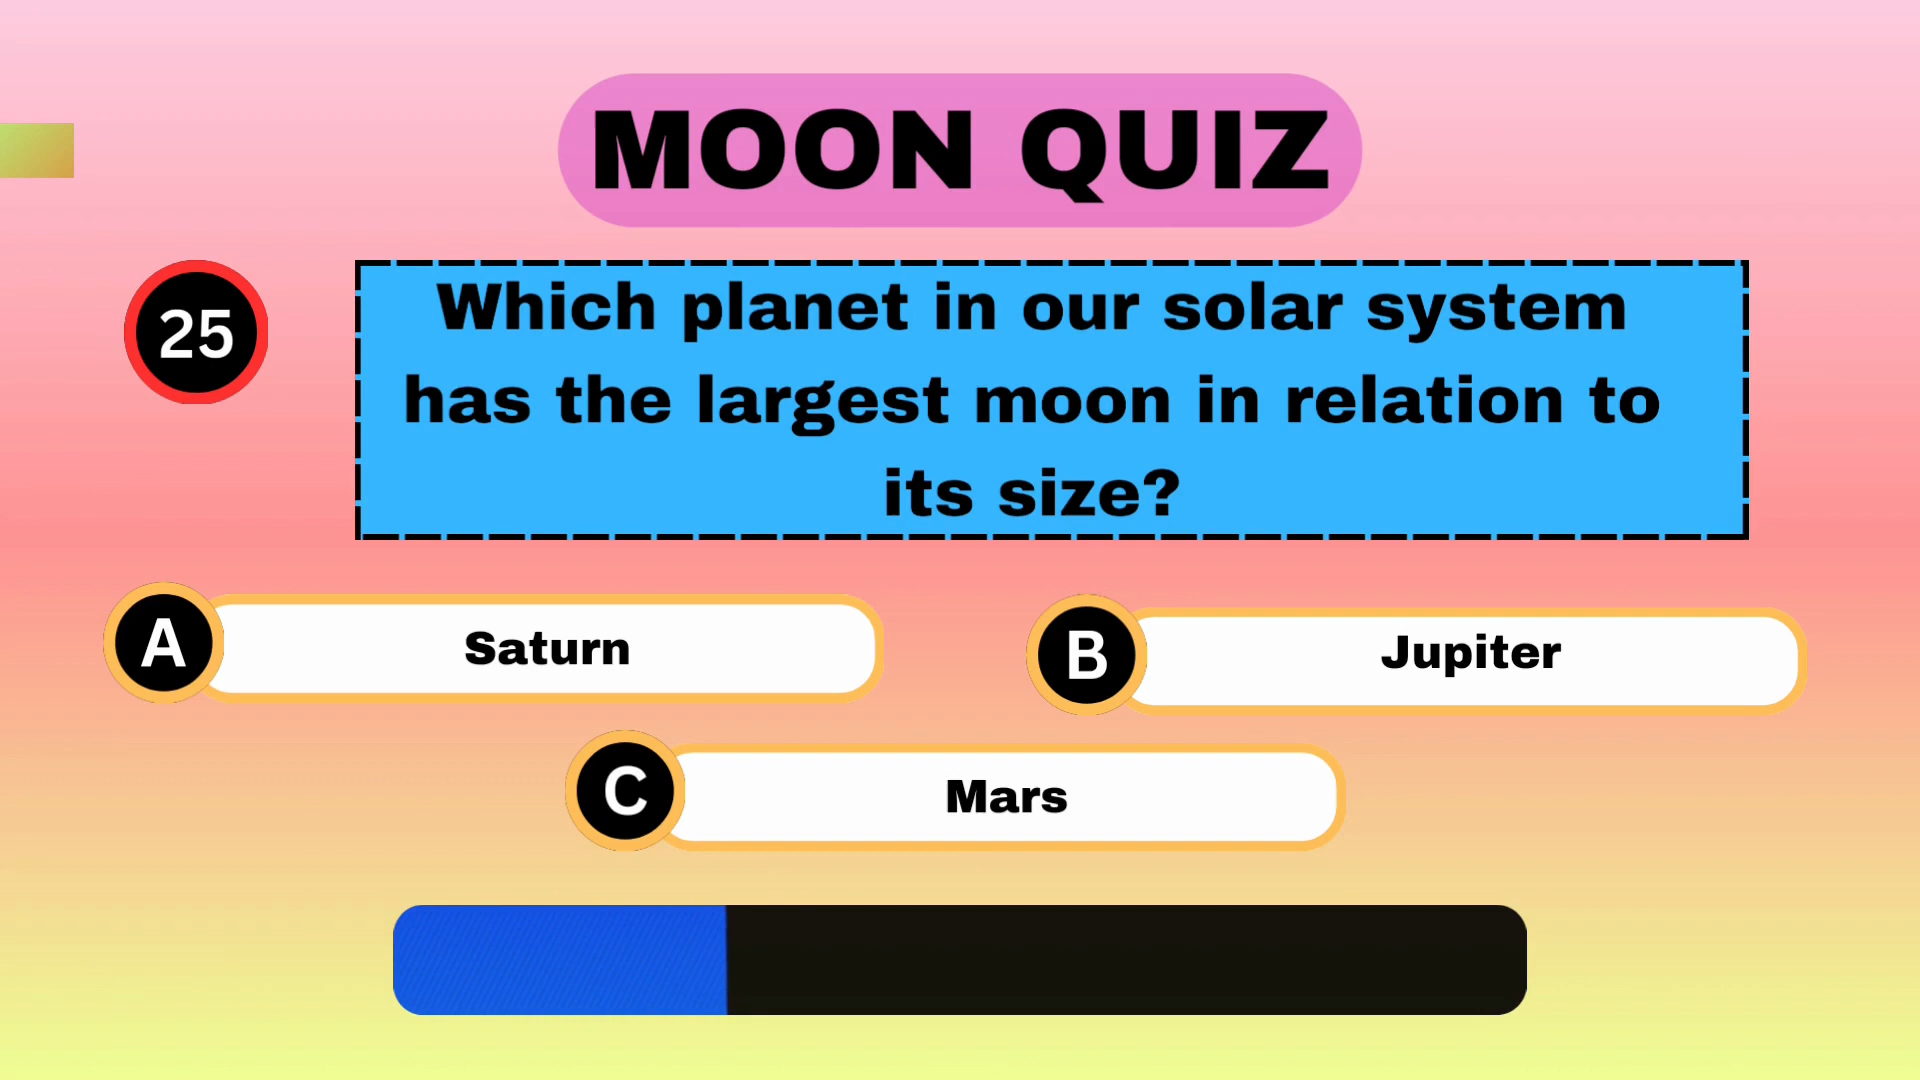 MOON QUIZ
25
Which planet in our solar system
has the largest moon in relation to
its size?
A
Saturn
B
Jupiter
C
Mars